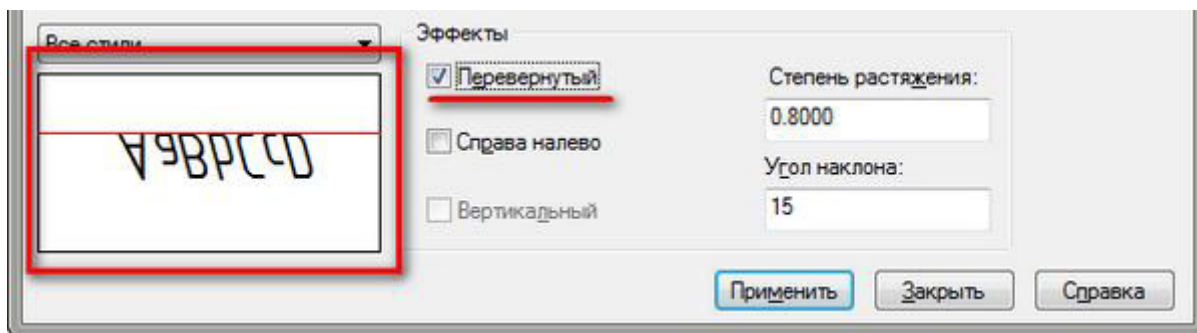 Все стили
AaBbCcD
Эффекты
Перевернутый
Справа налево
Вертикальный
Степень растяжения:
0.8000
Угол наклона:
15
Применить
Закрыть
Справка